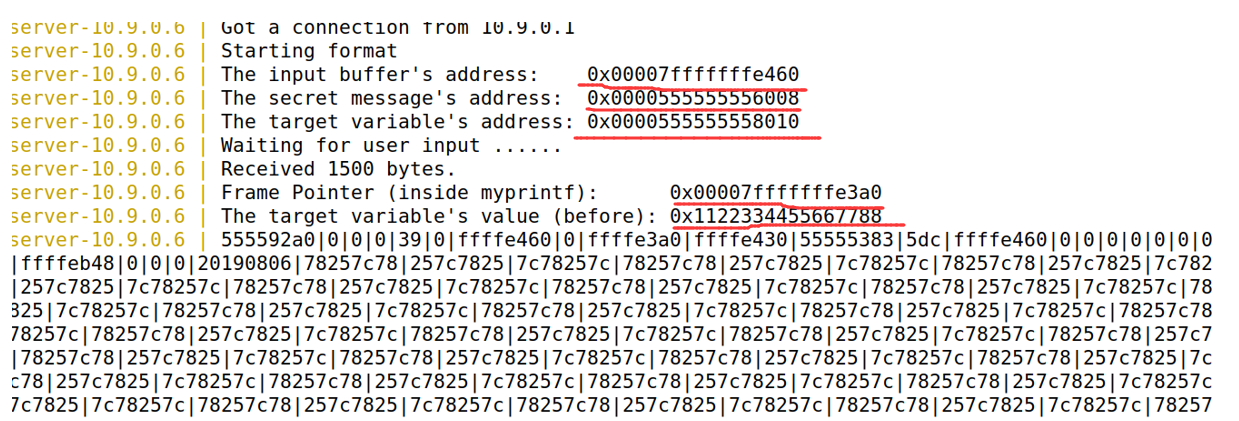 server-10.9.0.6 | Got a connection from 10.9.0.1
server-10.9.0.6 | Starting format
server-10.9.0.6 | The input buffer's address:    0x00007fffffffe460
server-10.9.0.6 | The secret message's address:  0x0000555555556008
server-10.9.0.6 | The target variable's address: 0x0000555555558010
server-10.9.0.6 | Waiting for user input ......
server-10.9.0.6 | Received 1500 bytes.
server-10.9.0.6 | Frame Pointer (inside myprintf):      0x00007fffffffe3a0
server-10.9.0.6 | The target variable's value (before): 0x1122334455667788
server-10.9.0.6 | 555592a0|0|0|0|39|0|ffffe460|0|ffffe3a0|ffffe430|55555383|5dc|ffffe460|0|0|0|0|0|0|0
|ffffeb48|0|0|0|20190806|78257c78|257c7825|7c78257c|78257c78|257c7825|7c78257c|78257c78|257c7825|7c782
|257c7825|7c78257c|78257c78|257c7825|7c78257c|78257c78|257c7825|7c78257c|78257c78|257c7825|7c78257c|78
825|7c78257c|78257c78|257c7825|7c78257c|78257c78|257c7825|7c78257c|78257c78|257c7825|7c78257c|78257c78
78257c78|257c7825|7c78257c|78257c78|257c7825|7c78257c|78257c78|257c7825|7c78257c|78257c78|257c7825|257c7
|78257c78|257c7825|7c78257c|78257c78|257c7825|7c78257c|78257c78|257c7825|7c78257c|78257c78|257c7825|7c
c78|257c7825|7c78257c|78257c78|257c7825|7c78257c|78257c78|257c7825|7c78257c|78257c78|257c7825|7c78257c
7c7825|7c78257c|78257c78|257c7825|7c78257c|78257c78|257c7825|7c78257c|78257c78|257c7825|7c78257c|78257